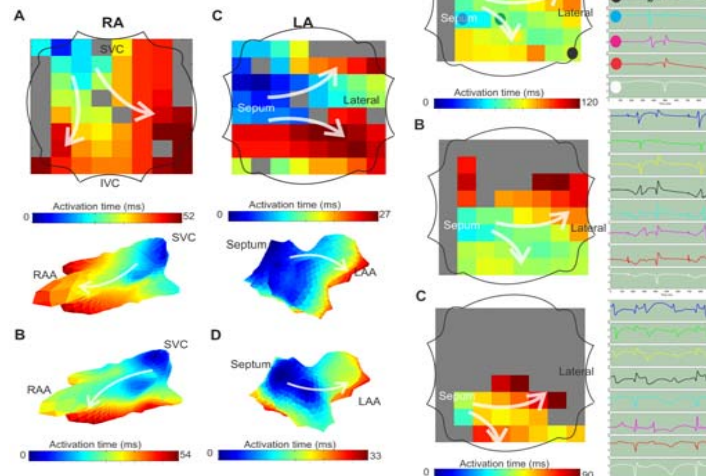 A
RA
SVC
IVC
Activation time (ms)
0
52
SVC
RAA
B
SVC
RAA
Activation time (ms)
0
54
C
LA
Sepum
Lateral
Activation time (ms)
0
27
Septum
LAA
D
Septum
LAA
Activation time (ms)
0
33
Septum
Lateral
Activation time (ms)
0
120
B
Sepum
Lateral
C
Sepum
Lateral
Activation time (ms)
0
90